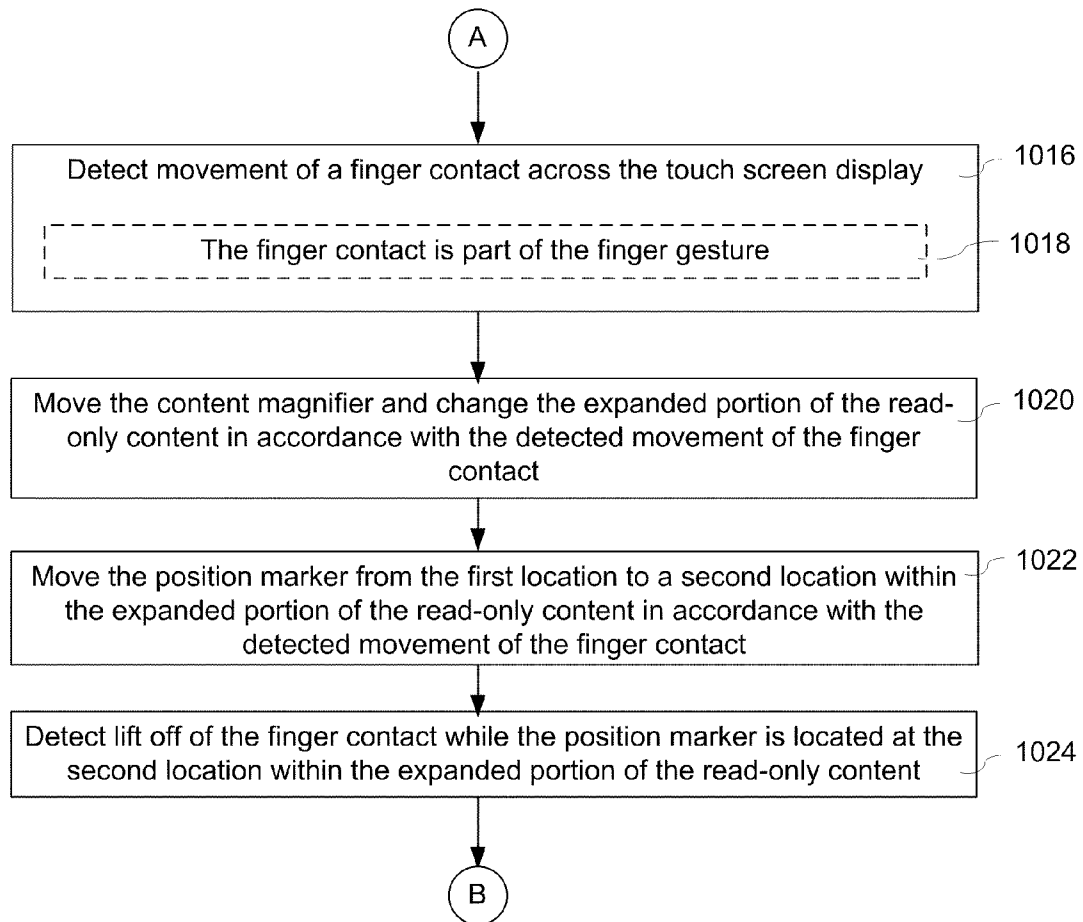 A
Detect movement of a finger contact across the touch screen display
1016
The finger contact is part of the finger gesture
1018
Move the content magnifier and change the expanded portion of the read-
only content in accordance with the detected movement of the finger
contact
1020
Move the position marker from the first location to a second location within
the expanded portion of the read-only content in accordance with the
detected movement of the finger contact
1022
Detect lift off of the finger contact while the position marker is located at the
second location within the expanded portion of the read-only content
1024
B